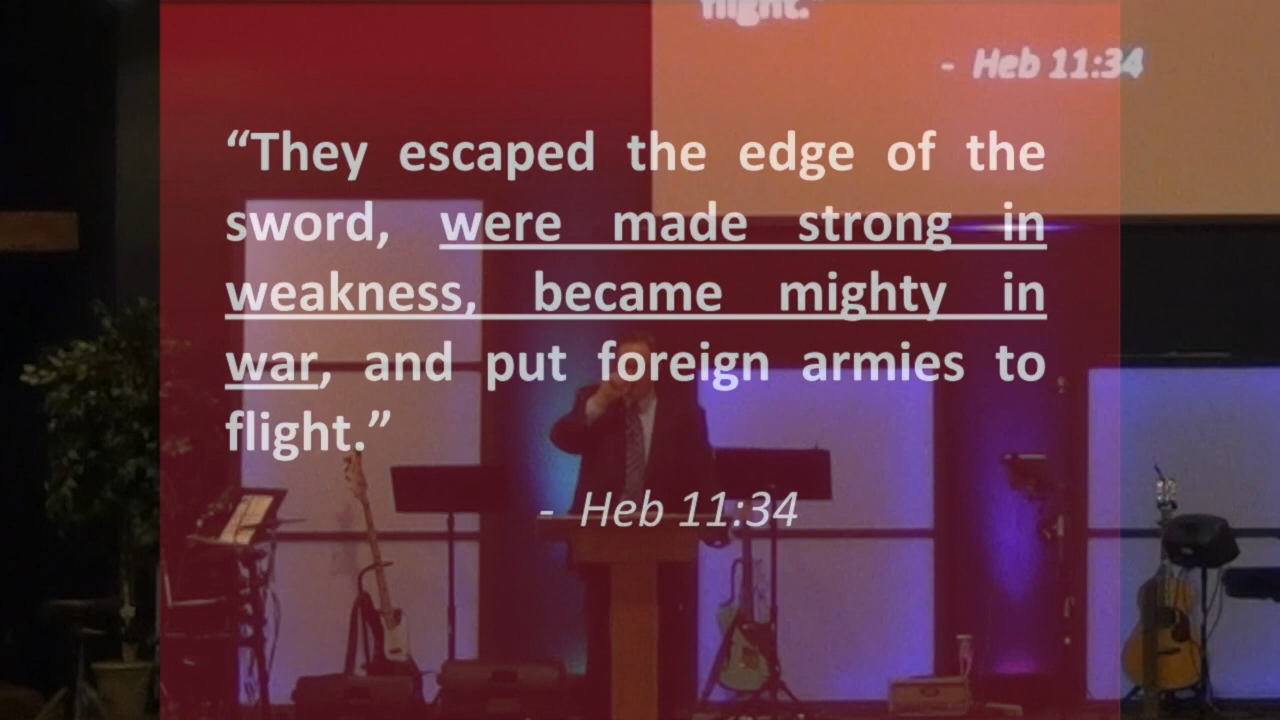 flight.”
- Heb 11:34
“They escaped the edge of the
sword, were made strong in
weakness, became mighty in
war, and put foreign armies to
flight.”
- Heb 11:34